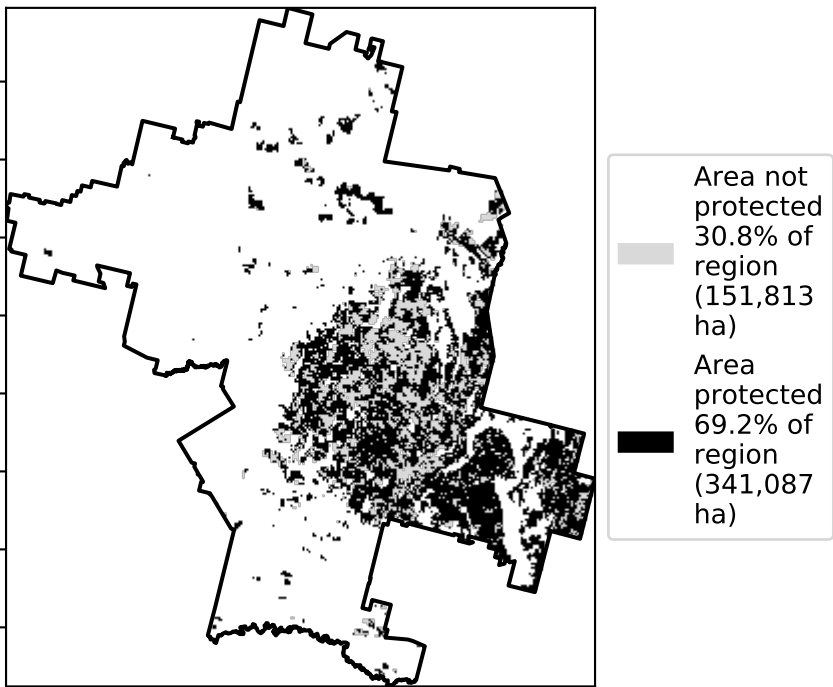 Area not
protected
30.8% of
region
(151,813
ha)
Area
protected
69.2% of
region
(341,087
ha)